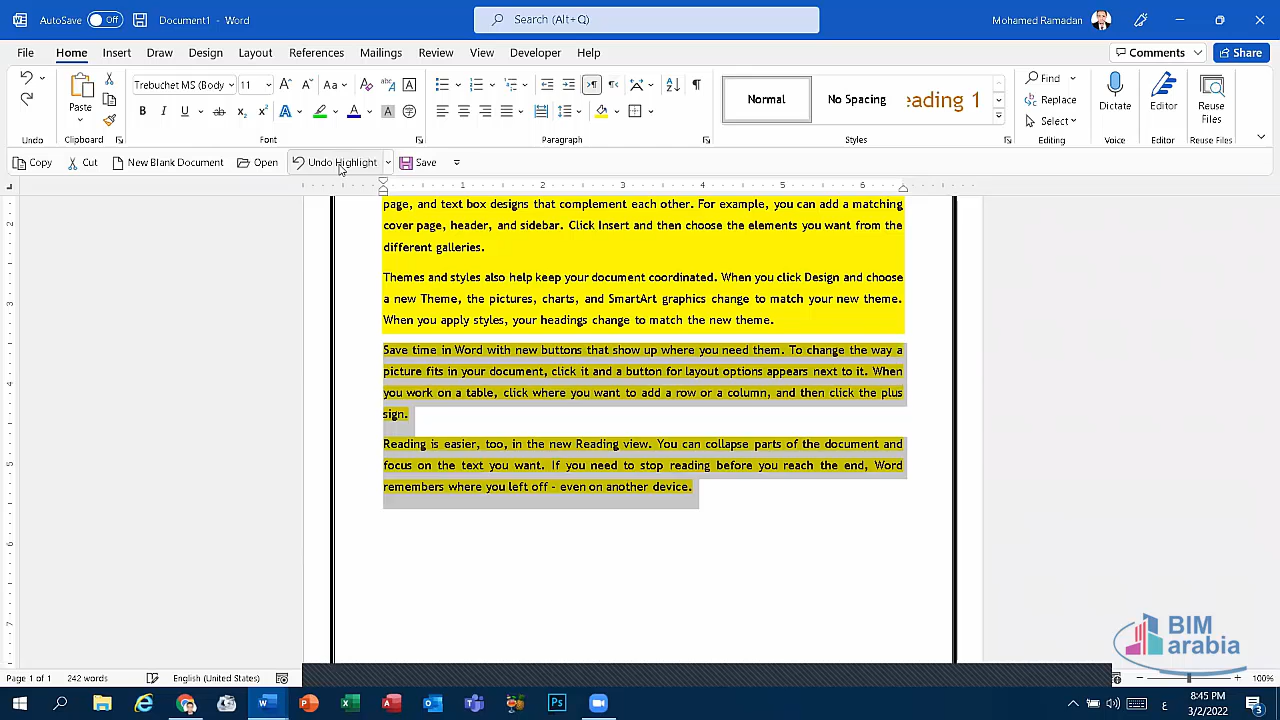 AutoSave Off Document1 - Word Search (Alt+Q) Mohamed Ramadan
File Home Insert Draw Design Layout References Mailings Review View Developer Help Comments Share
Trebuchet MS (Body 11 Aa
Paste Normal No Spacing eading 1 Find Replace Select Dictate Editor Reuse Files
B I U ab x₂ x² A A A
Undo Clipboard Font Paragraph Styles Editing Voice Editor Reuse Files
Copy Cut New Blank Document Open Undo Highlight Save
1 2 3 4 5 6
page, and text box designs that complement each other. For example, you can add a matching
cover page, header, and sidebar. Click Insert and then choose the elements you want from the
different galleries.
Themes and styles also help keep your document coordinated. When you click Design and choose
a new Theme, the pictures, charts, and SmartArt graphics change to match your new theme.
When you apply styles, your headings change to match the new theme.
Save time in Word with new buttons that show up where you need them. To change the way a
picture fits in your document, click it and a button for layout options appears next to it. When
you work on a table, click where you want to add a row or a column, and then click the plus
sign.
Reading is easier, too, in the new Reading view. You can collapse parts of the document and
focus on the text you want. If you need to stop reading before you reach the end, Word
remembers where you left off - even on another device.
BIM
arabia
Page 1 of 1 242 words English (United States) 100%
8:45 PM
3/2/2022